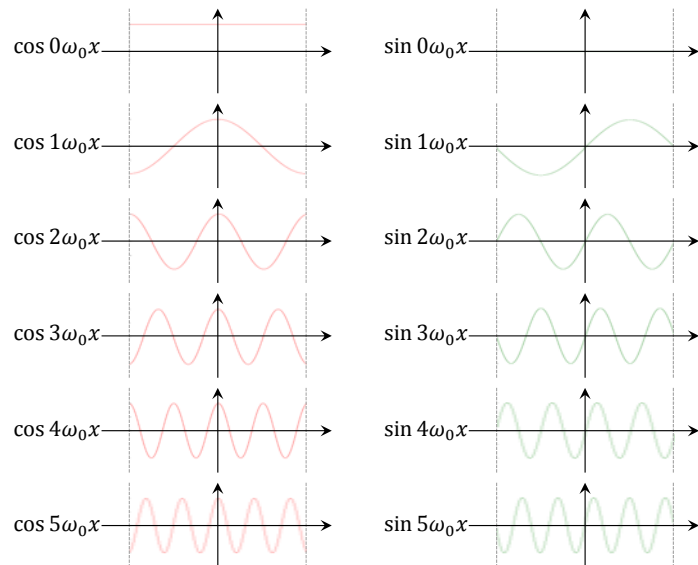 cos 0ω₀x sin 0ω₀x
cos 1ω₀x sin 1ω₀x
cos 2ω₀x sin 2ω₀x
cos 3ω₀x sin 3ω₀x
cos 4ω₀x sin 4ω₀x
cos 5ω₀x sin 5ω₀x